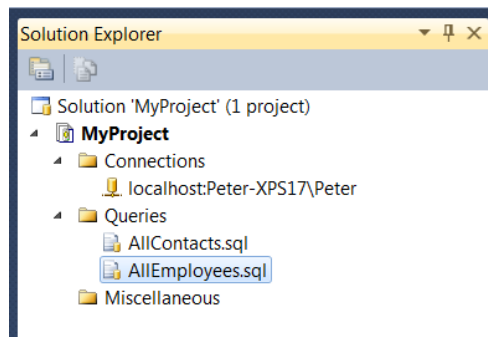 Solution Explorer
Solution 'MyProject' (1 project)
MyProject
Connections
localhost:Peter-XPS17\Peter
Queries
AllContacts.sql
AllEmployees.sql
Miscellaneous